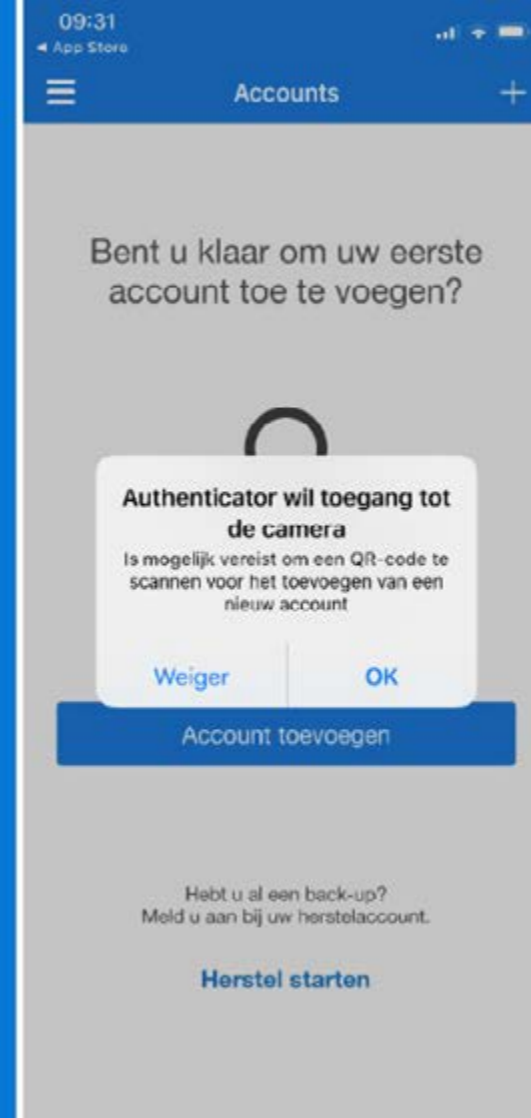 09:31
App Store
Accounts
Bent u klaar om uw eerste
account toe te voegen?
Authenticator wil toegang tot
de camera
Is mogelijk vereist om een QR-code te
scannen voor het toevoegen van een
nieuw account
Weiger
OK
Account toevoegen
Hebt u al een back-up?
Meld u aan bij uw herstelaccount.
Herstel starten